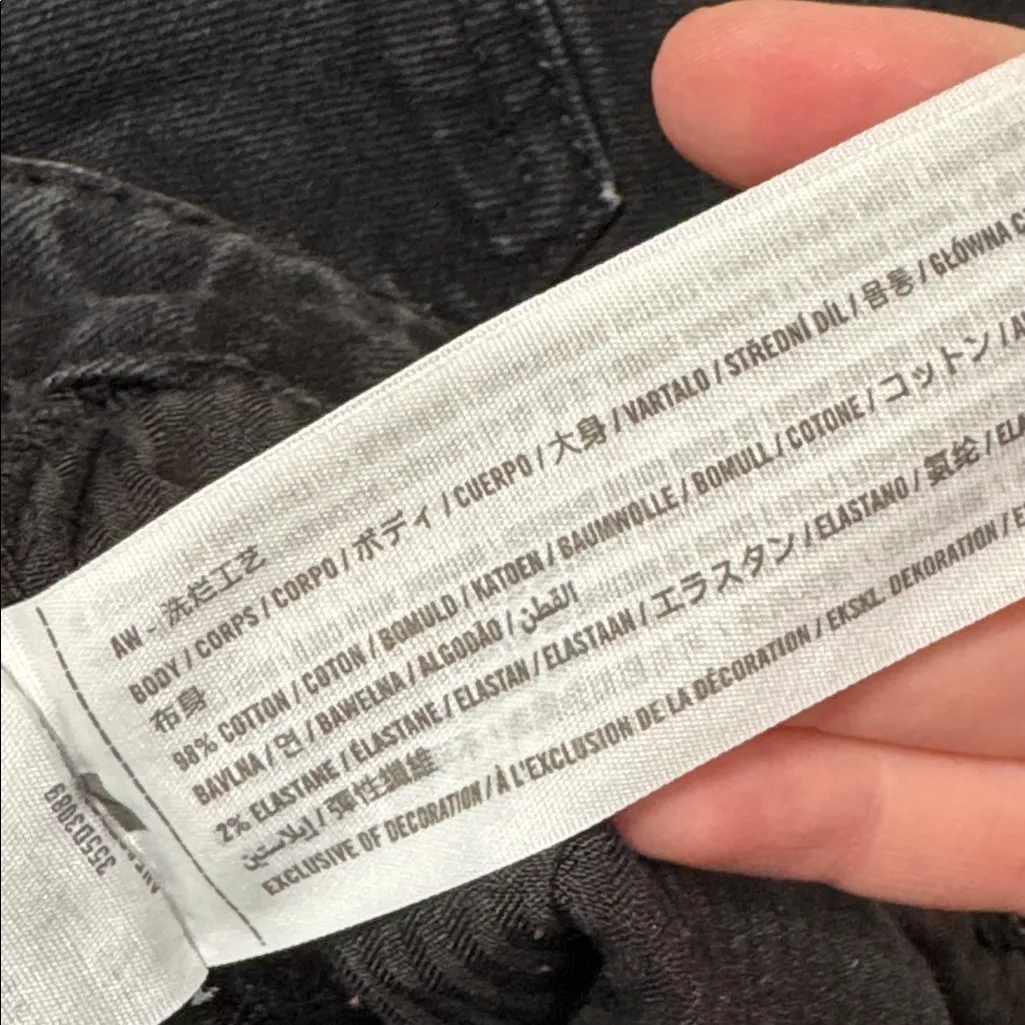 AW - 洗烂工艺
BODY / CORPS / CORPO / ボディ / CUERPO / 大身 / VARTALO / STŘEDNÍ DÍL / 몸통 / GŁÓWNA
布身
98% COTTON / COTON / BOMULD / KATOEN / BAUMWOLLE / BOMULL / COTONE / コットン /
BAVLNA / 면 / BAWEŁNA / ALGODÃO / القطن
2% ELASTANE / ÉLASTANE / ELASTAN / ELASTAAN / エラスタン / ELASTANO / 氨纶 /
إيلاستين / 彈性纖維
EXCLUSIVE OF DECORATION / À L'EXCLUSION DE LA DÉCORATION / EKSKL. DEKORATION /
355D3089